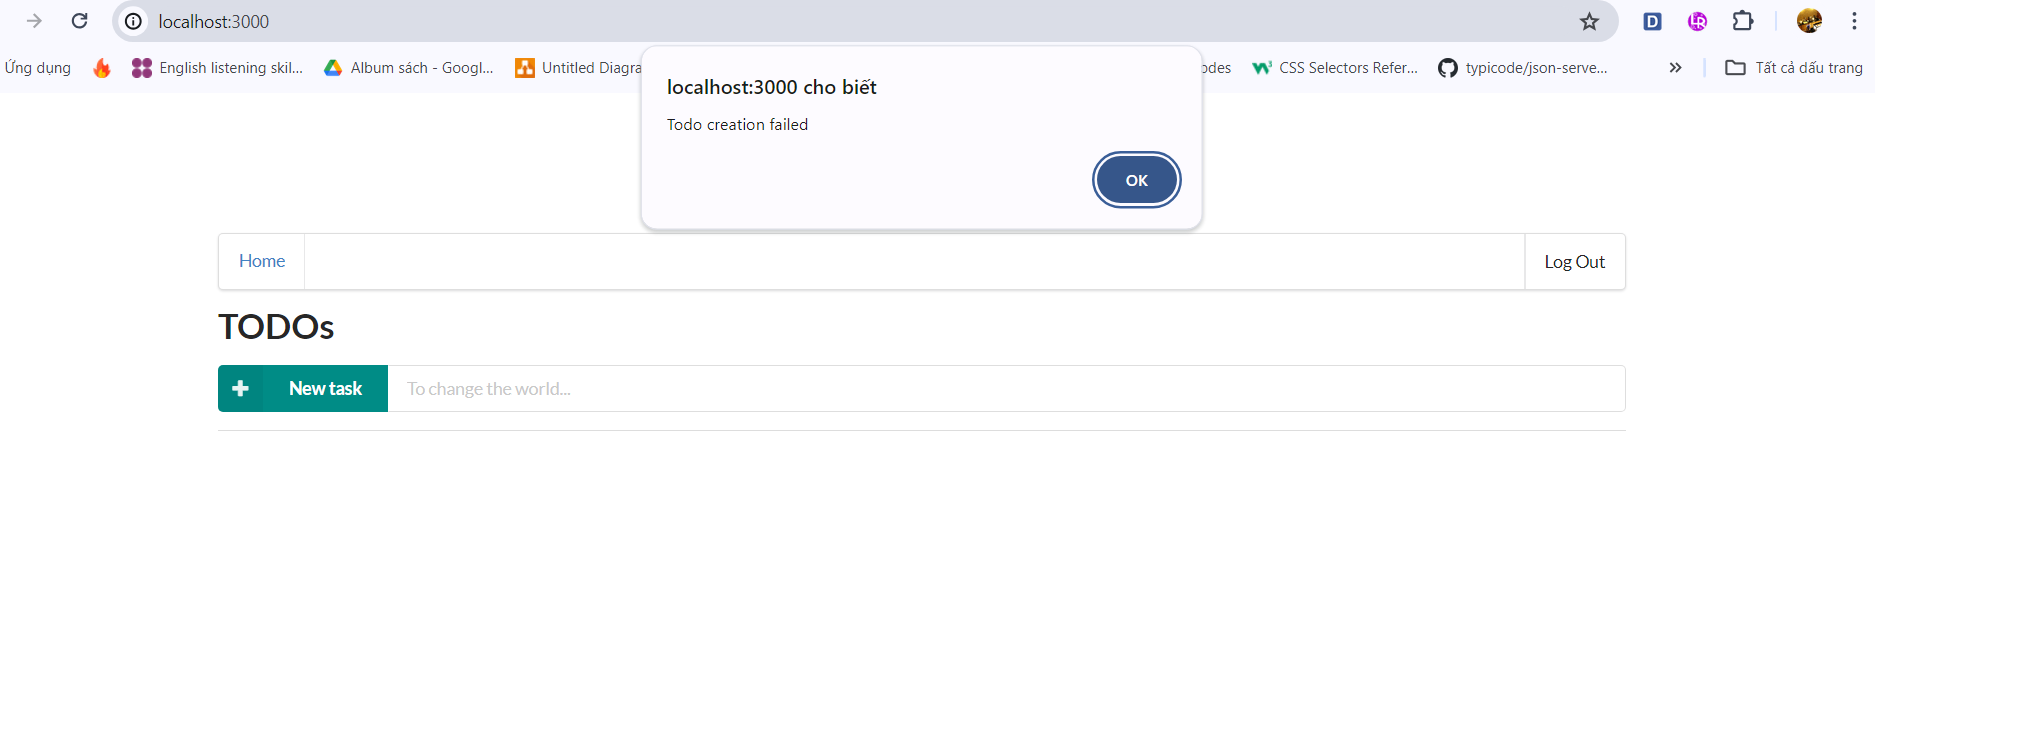 localhost:3000
Ứng dụng
English listening skil...
Album sách - Googl...
Untitled Diagra
CSS Selectors Refer...
typicode/json-serve...
Tất cả dấu trang
localhost:3000 cho biết
Todo creation failed
OK
Home
Log Out
TODOs
New task
To change the world...